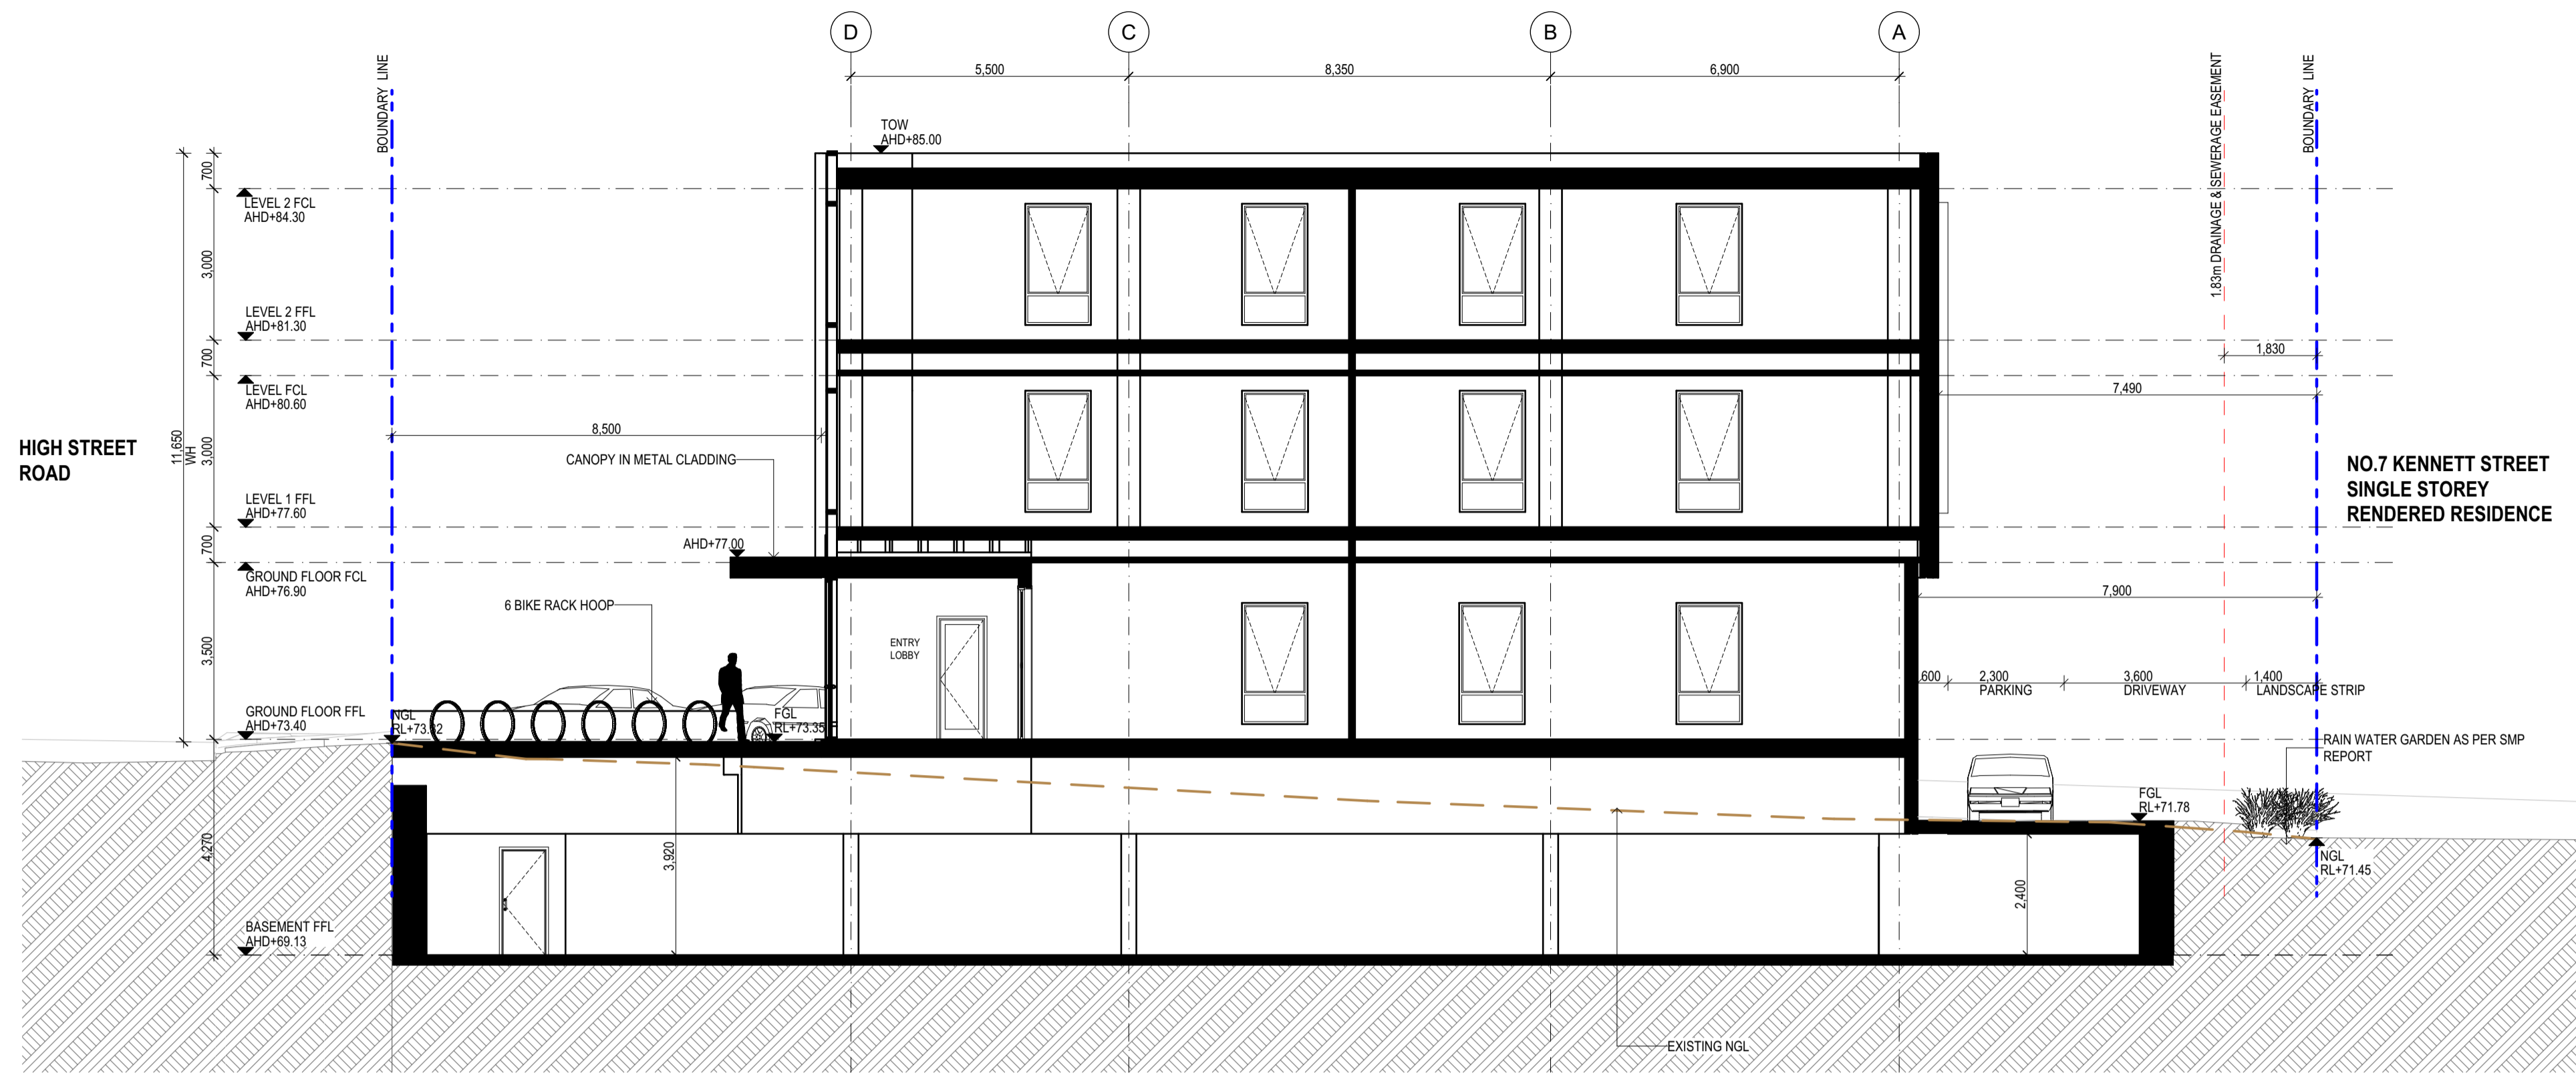 D
C
B
A
5,500
8,350
6,900
BOUNDARY LINE
1.83m DRAINAGE & SEWERAGE EASEMENT
BOUNDARY LINE
TOW
AHD+85.00
700
LEVEL 2 FCL
AHD+84.30
3,000
LEVEL 2 FFL
AHD+81.30
700
1,830
LEVEL FCL
AHD+80.60
7,490
8,500
11,650
WH
3,000
HIGH STREET
ROAD
CANOPY IN METAL CLADDING
NO.7 KENNETT STREET
SINGLE STOREY
RENDERED RESIDENCE
LEVEL 1 FFL
AHD+77.60
700
AHD+77.00
GROUND FLOOR FCL
AHD+76.90
7,900
6 BIKE RACK HOOP
3,500
ENTRY
LOBBY
600
2,300
PARKING
3,600
DRIVEWAY
1,400
LANDSCAPE STRIP
GROUND FLOOR FFL
AHD+73.40
NGL
FGL
RL+73.35
RAIN WATER GARDEN AS PER SMP
REPORT
FGL
RL+71.78
4,270
3,920
2,400
NGL
RL+71.45
BASEMENT FFL
AHD+69.13
EXISTING NGL